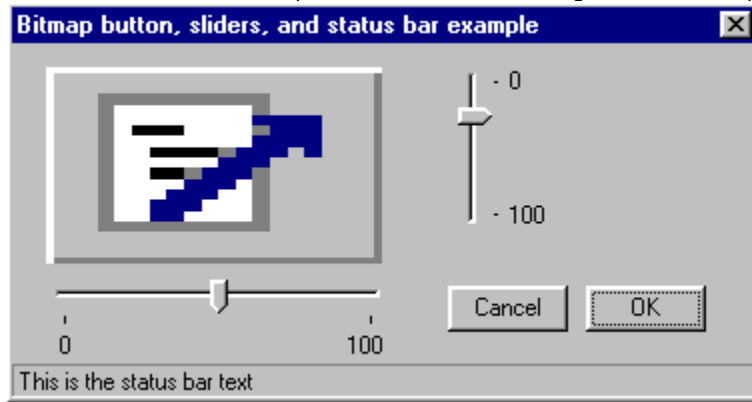 Bitmap button, sliders, and status bar example
- 0
- 100
Cancel OK
0 100
This is the status bar text